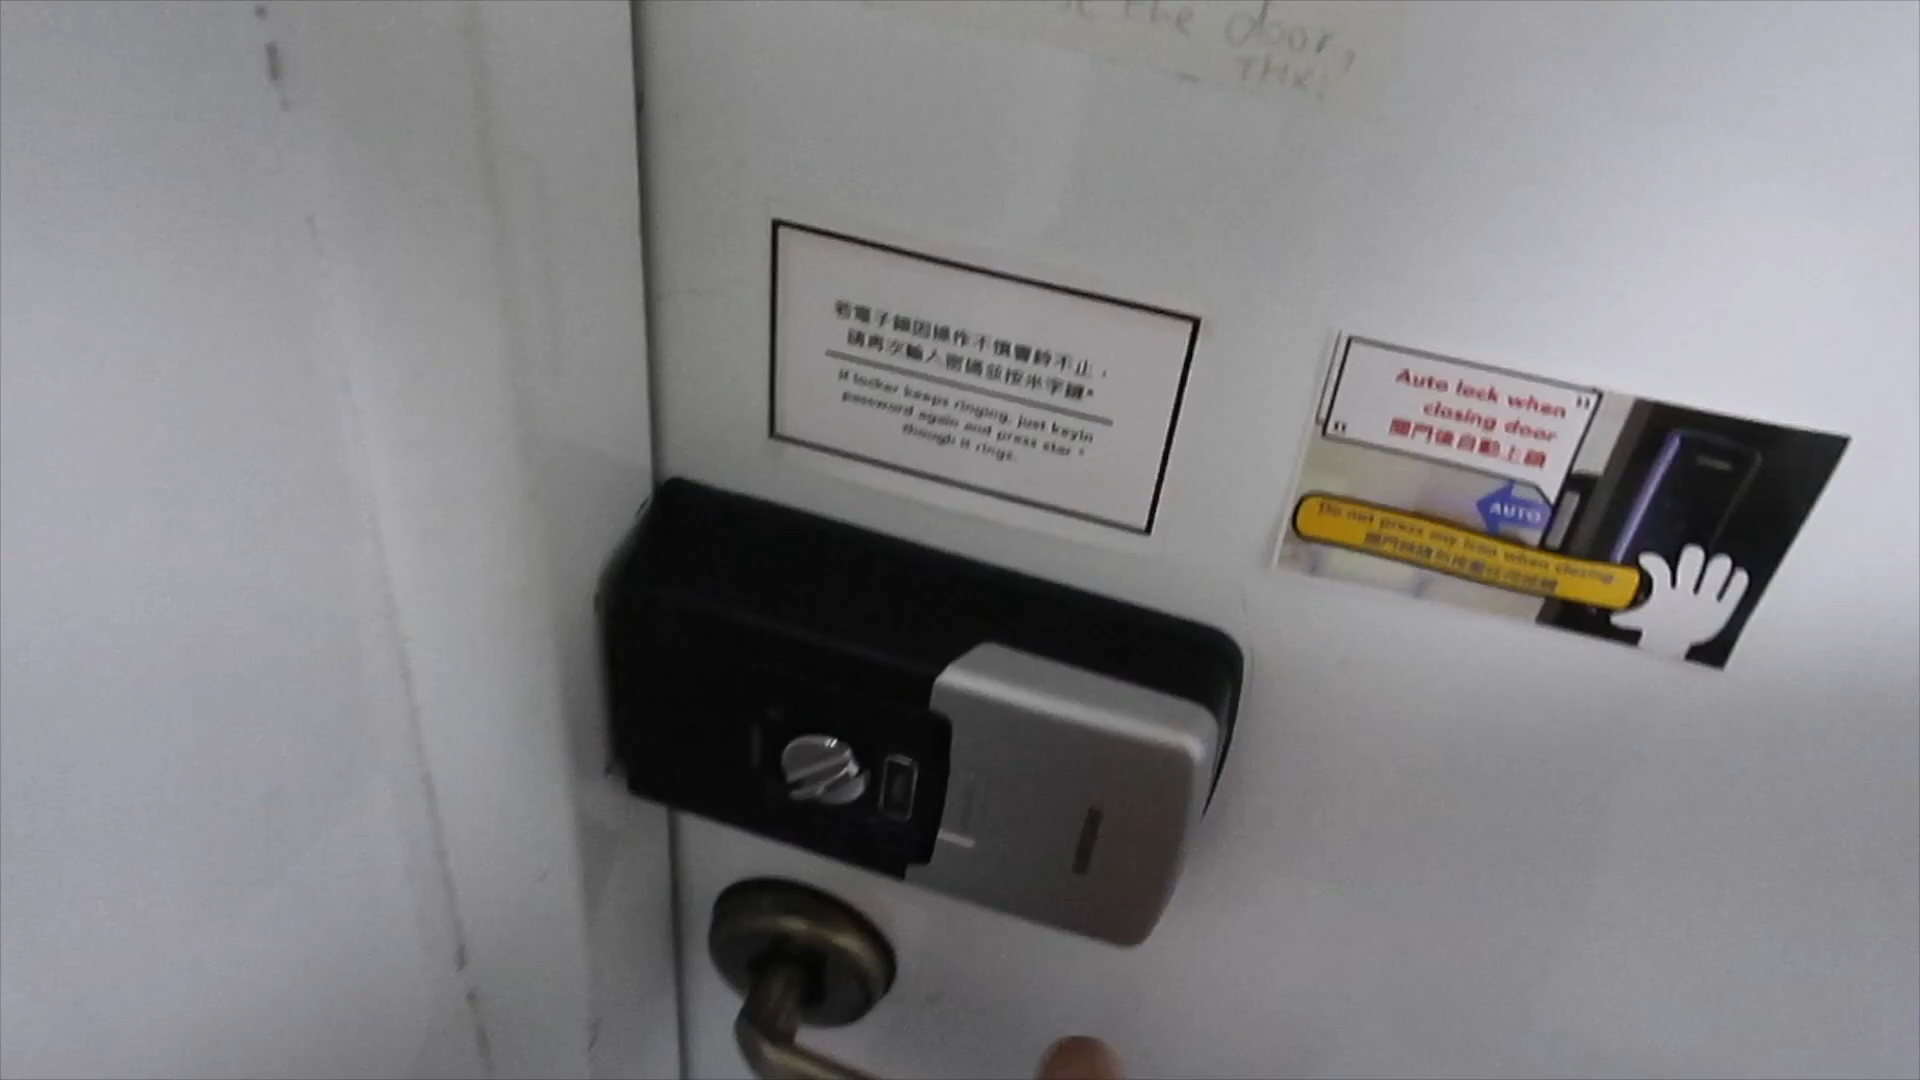 the door,
THX!
若電子鎖因操作不慎響鈴不止,
請再次輸入密碼並按米字鍵*
If locker keeps ringing, just keyin
password again and press star *
though it rings.
Auto lock when
closing door
關門後自動上鎖
AUTO
Do not press any icon when closing